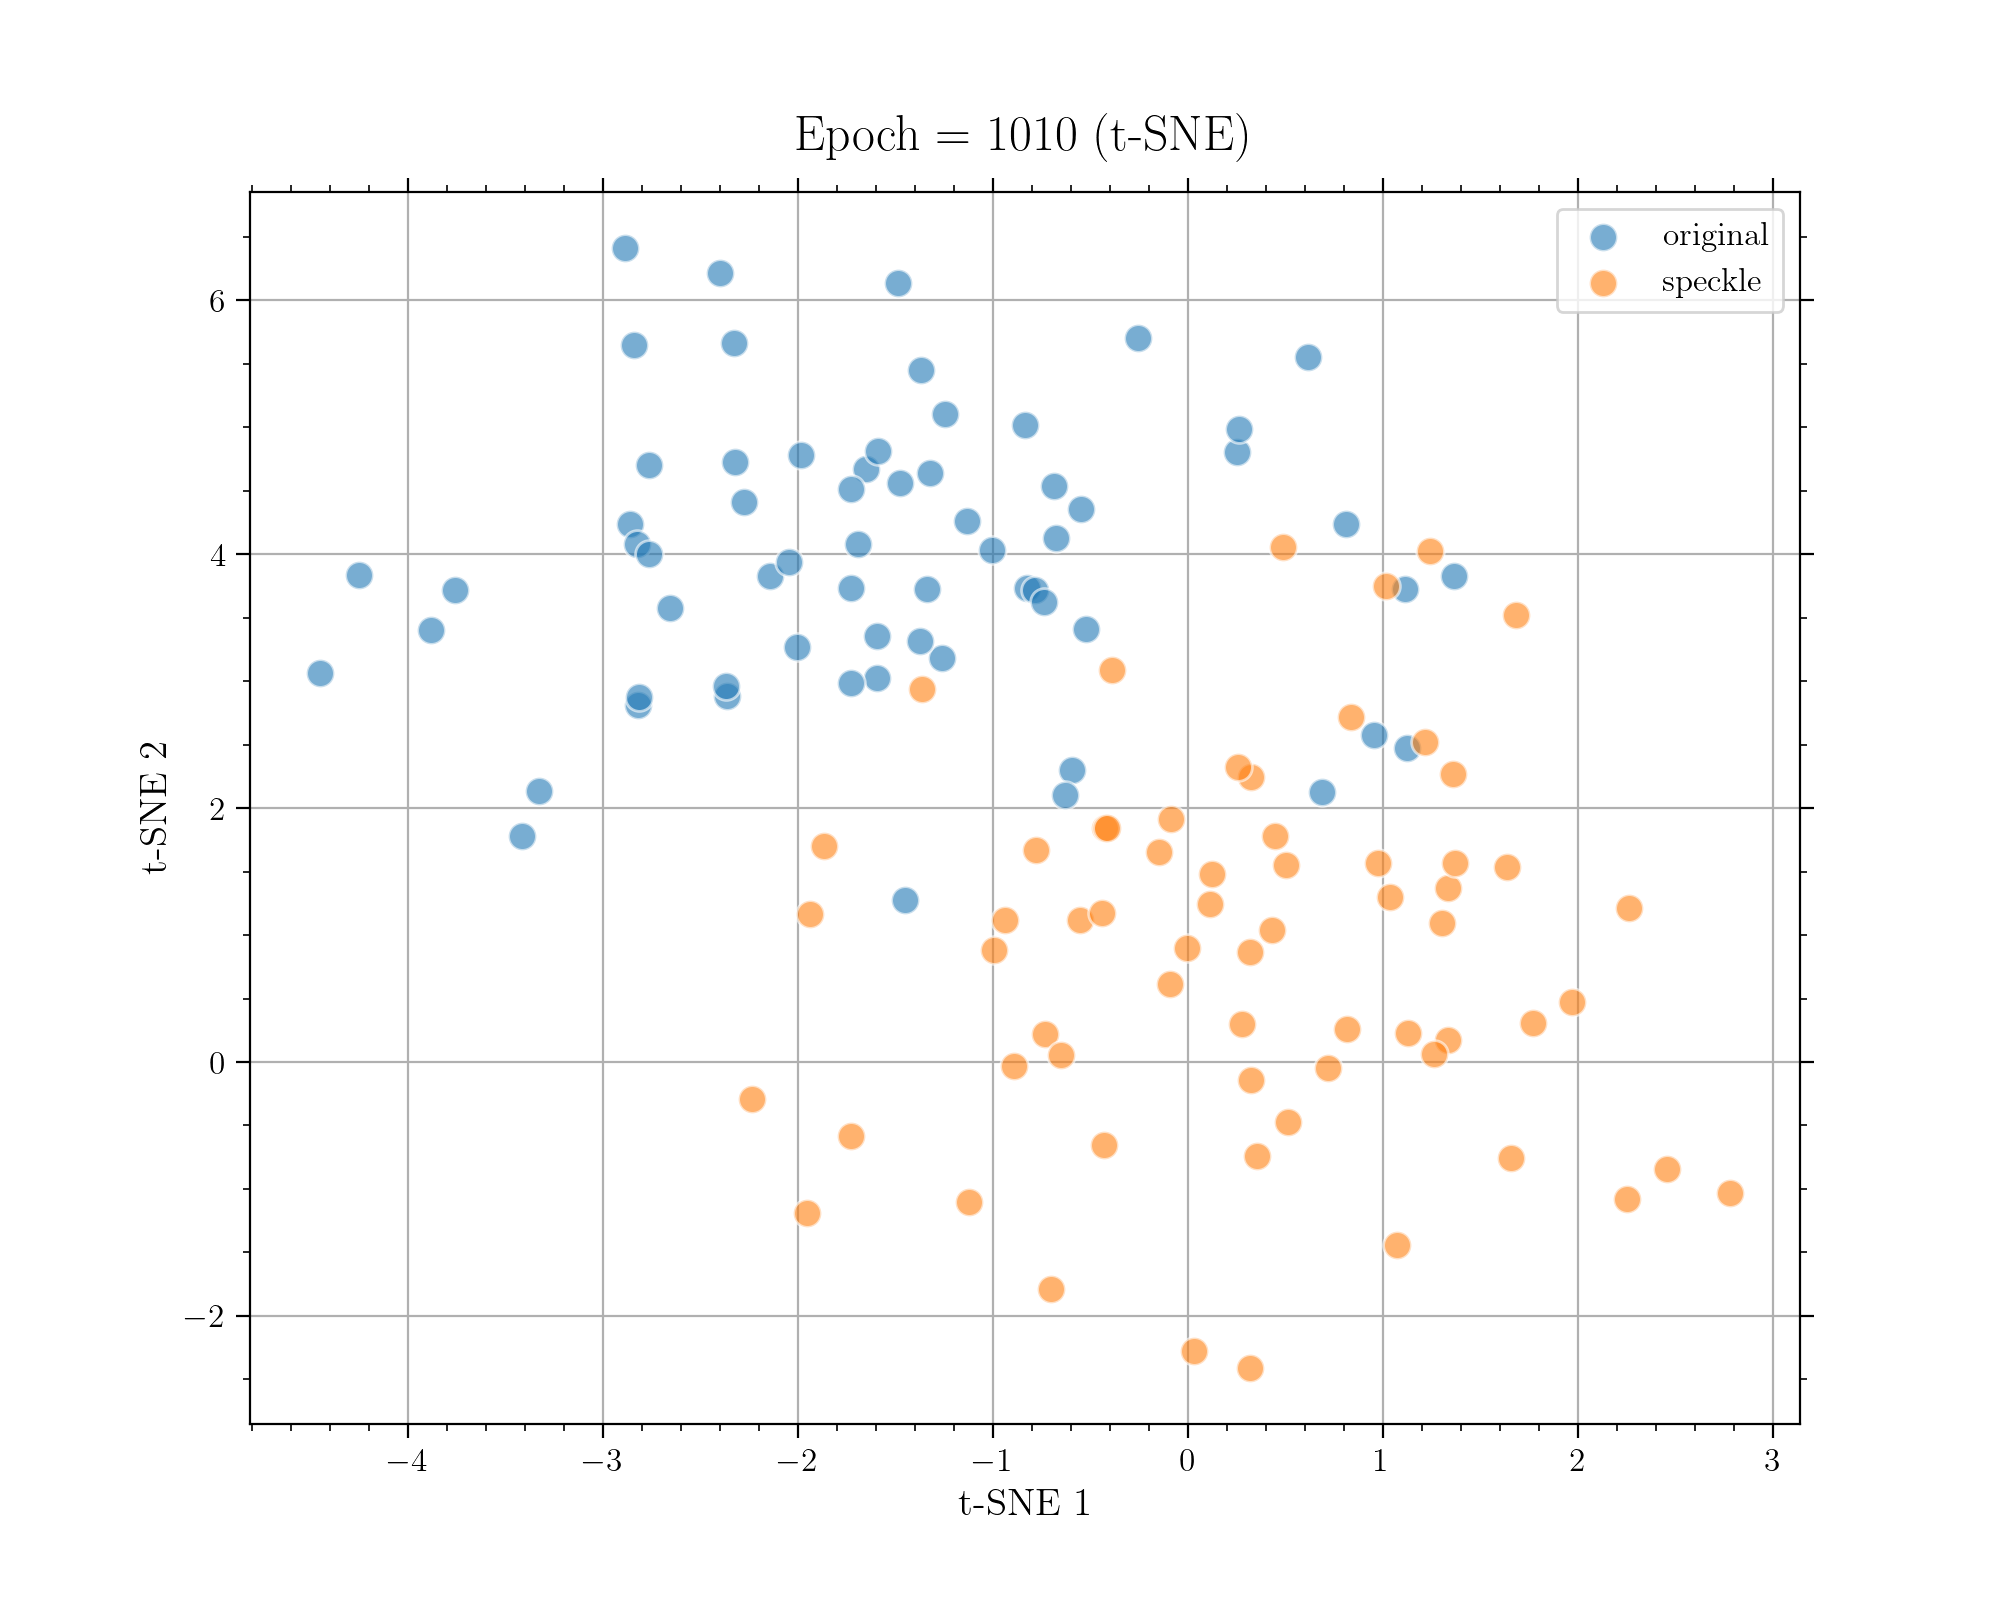 Epoch = 1010 (t-SNE)
original
speckle
6
4
2
0
−2
t-SNE 2
−4 −3 −2 −1 0 1 2 3
t-SNE 1